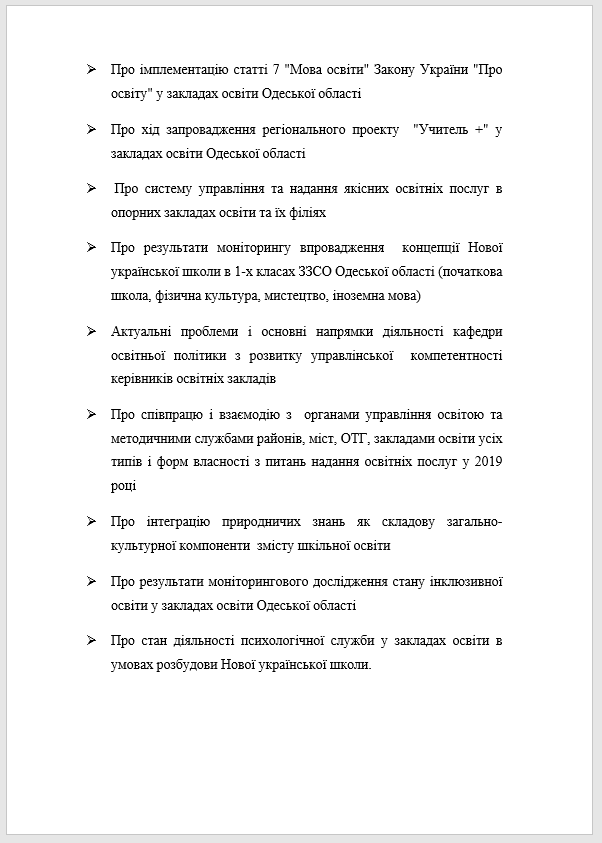 ➢ Про імплементацію статті 7 "Мова освіти" Закону України "Про
освіту" у закладах освіти Одеської області
➢ Про хід запровадження регіонального проекту "Учитель +" у
закладах освіти Одеської області
➢ Про систему управління та надання якісних освітніх послуг в
опорних закладах освіти та їх філіях
➢ Про результати моніторингу впровадження концепції Нової
української школи в 1-х класах ЗЗСО Одеської області (початкова
школа, фізична культура, мистецтво, іноземна мова)
➢ Актуальні проблеми і основні напрямки діяльності кафедри
освітньої політики з розвитку управлінської компетентності
керівників освітніх закладів
➢ Про співпрацю і взаємодію з органами управління освітою та
методичними службами районів, міст, ОТГ, закладами освіти усіх
типів і форм власності з питань надання освітніх послуг у 2019
році
➢ Про інтеграцію природничих знань як складову загально-
культурної компоненти змісту шкільної освіти
➢ Про результати моніторингового дослідження стану інклюзивної
освіти у закладах освіти Одеської області
➢ Про стан діяльності психологічної служби у закладах освіти в
умовах розбудови Нової української школи.